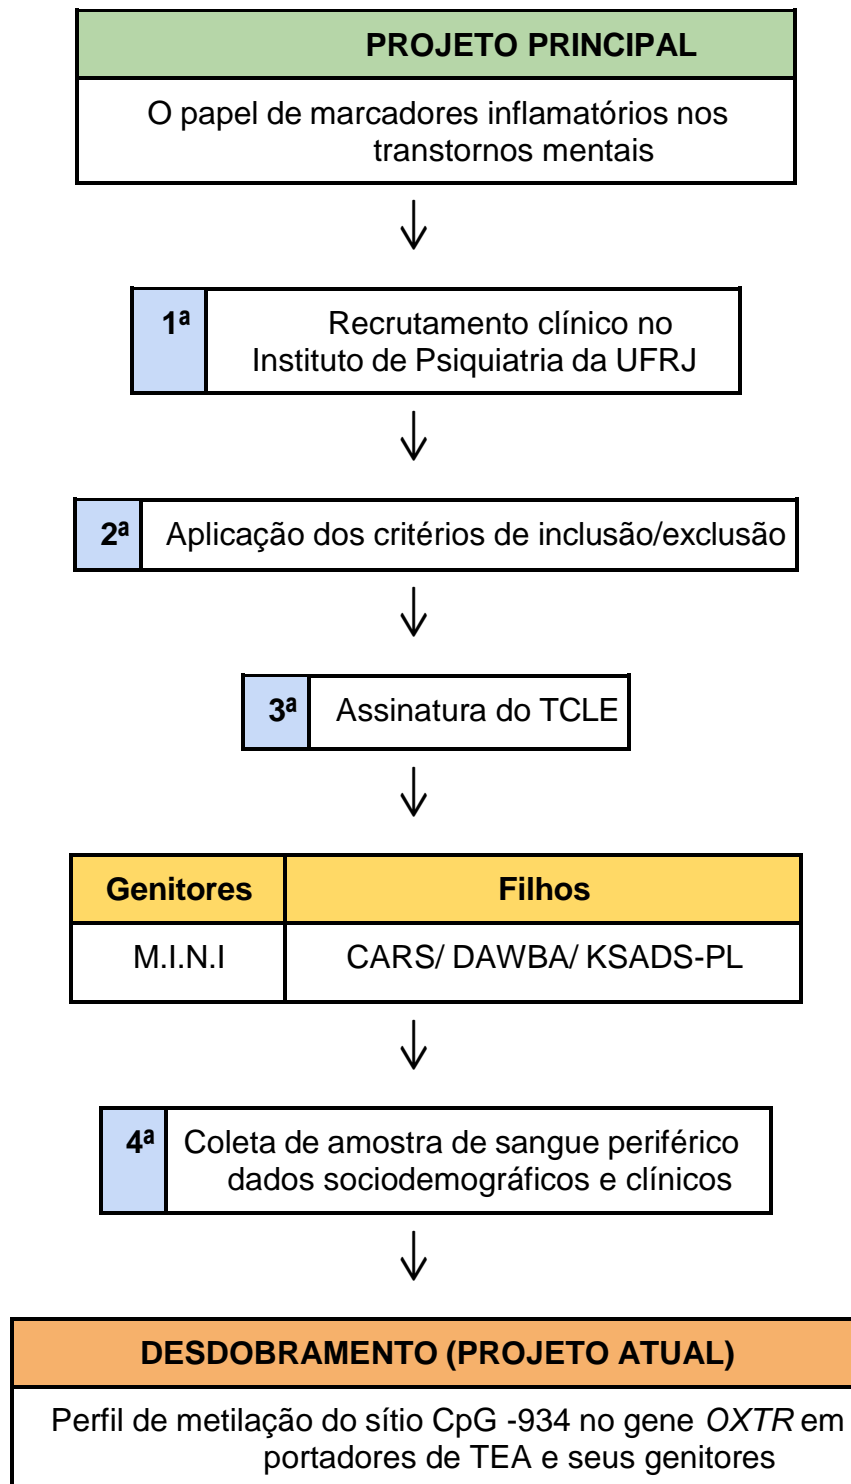 PROJETO PRINCIPAL
O papel de marcadores inflamatórios nos
transtornos mentais
1ª
Recrutamento clínico no
Instituto de Psiquiatria da UFRJ
2ª Aplicação dos critérios de inclusão/exclusão
3ª Assinatura do TCLE
Genitores Filhos
M.I.N.I CARS/ DAWBA/ KSADS-PL
4ª
Coleta de amostra de sangue periférico
dados sociodemográficos e clínicos
DESDOBRAMENTO (PROJETO ATUAL)
Perfil de metilação do sítio CpG -934 no gene OXTR em
portadores de TEA e seus genitores